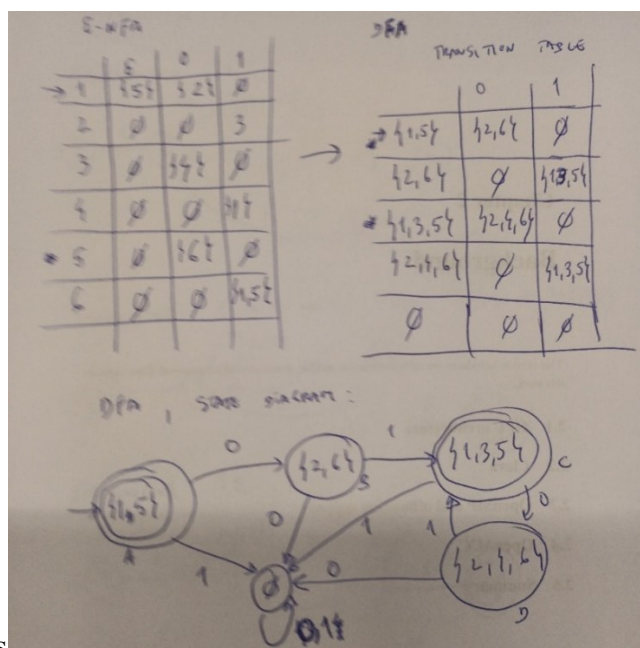 ε-NFA
ε 0 1
→ 1 {5} {2} ∅
2 ∅ ∅ 3
3 ∅ {4} ∅
4 ∅ ∅ {1}
* 5 ∅ {6} ∅
6 ∅ ∅ {1,5}
→
DFA
TRANSITION TABLE
0 1
*→ {1,5} {2,6} ∅
{2,6} ∅ {1,3,5}
* {1,3,5} {2,4,6} ∅
{2,4,6} ∅ {1,3,5}
∅ ∅ ∅
DFA, STATE DIAGRAM:
0
1
{1,5}
A
{2,6}
B
{1,3,5}
C
0
0
1
1
1
∅
0
{2,4,6}
D
0,1